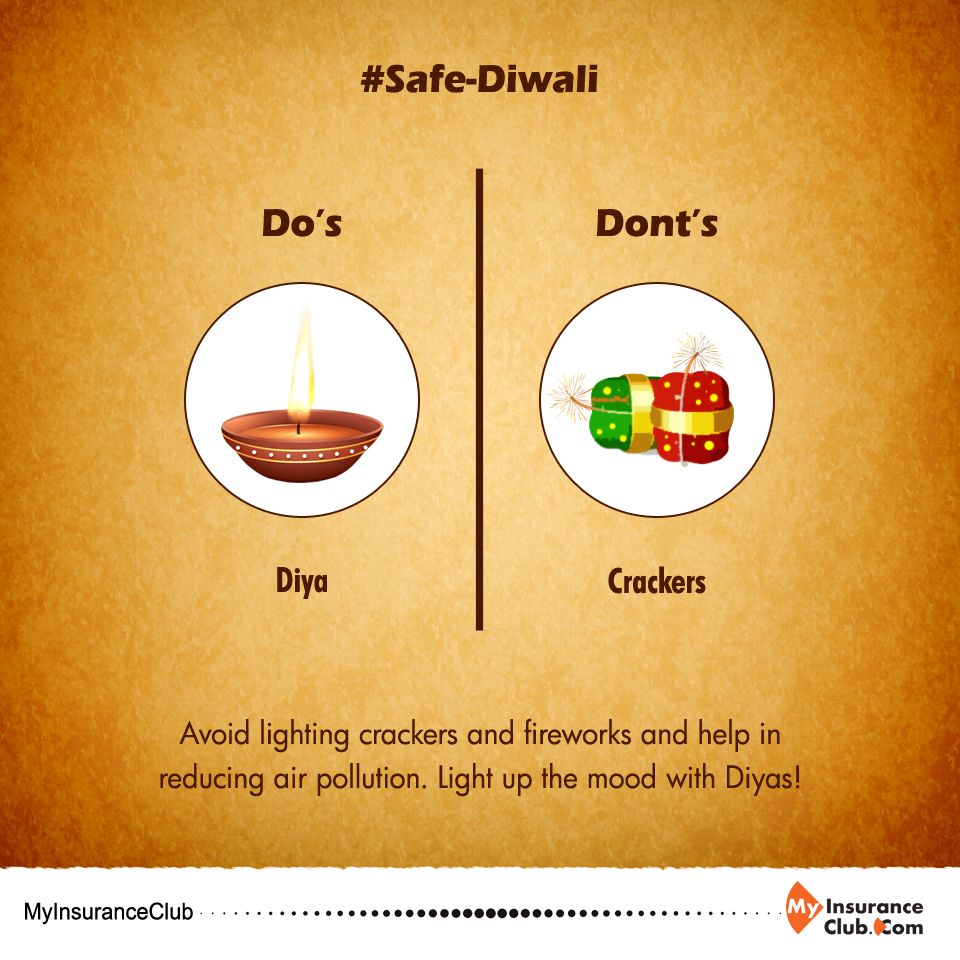 #Safe-Diwali
Do's
Dont's
Diya
Crackers
Avoid lighting crackers and fireworks and help in
reducing air pollution. Light up the mood with Diyas!
MyInsuranceClub
My Insurance
Club.Com